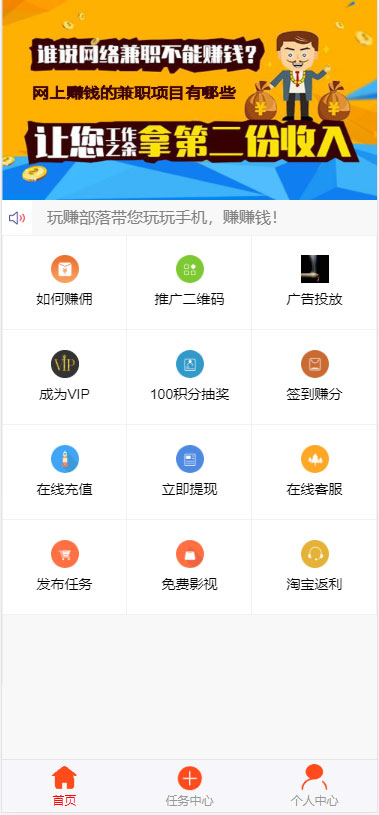 谁说网络兼职不能赚钱？
网上赚钱的兼职项目有哪些
让您工作之余拿第二份收入
玩赚部落带您玩玩手机，赚赚钱！
如何赚佣
推广二维码
广告投放
VIP
成为VIP
100积分抽奖
签到赚分
在线充值
立即提现
在线客服
发布任务
免费影视
淘宝返利
首页
任务中心
个人中心